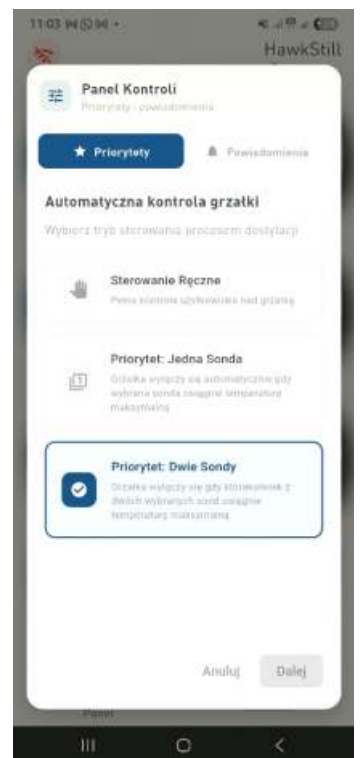 11:03
HawkStill
Panel Kontroli
Priorytety i powiadomienia
Priorytety
Powiadomienia
Automatyczna kontrola grzałki
Wybierz tryb sterowania procesem destylacji
Sterowanie Ręczne
Pełna kontrola użytkownika nad grzałką
Priorytet: Jedna Sonda
1
Grzałka wyłączy się automatycznie gdy
wybrana sonda osiągnie temperaturę
maksymalną
Priorytet: Dwie Sondy
Grzałka wyłączy się gdy którakolwiek z
dwóch wybranych sond osiągnie
temperaturę maksymalną
Anuluj
Dalej
Panel